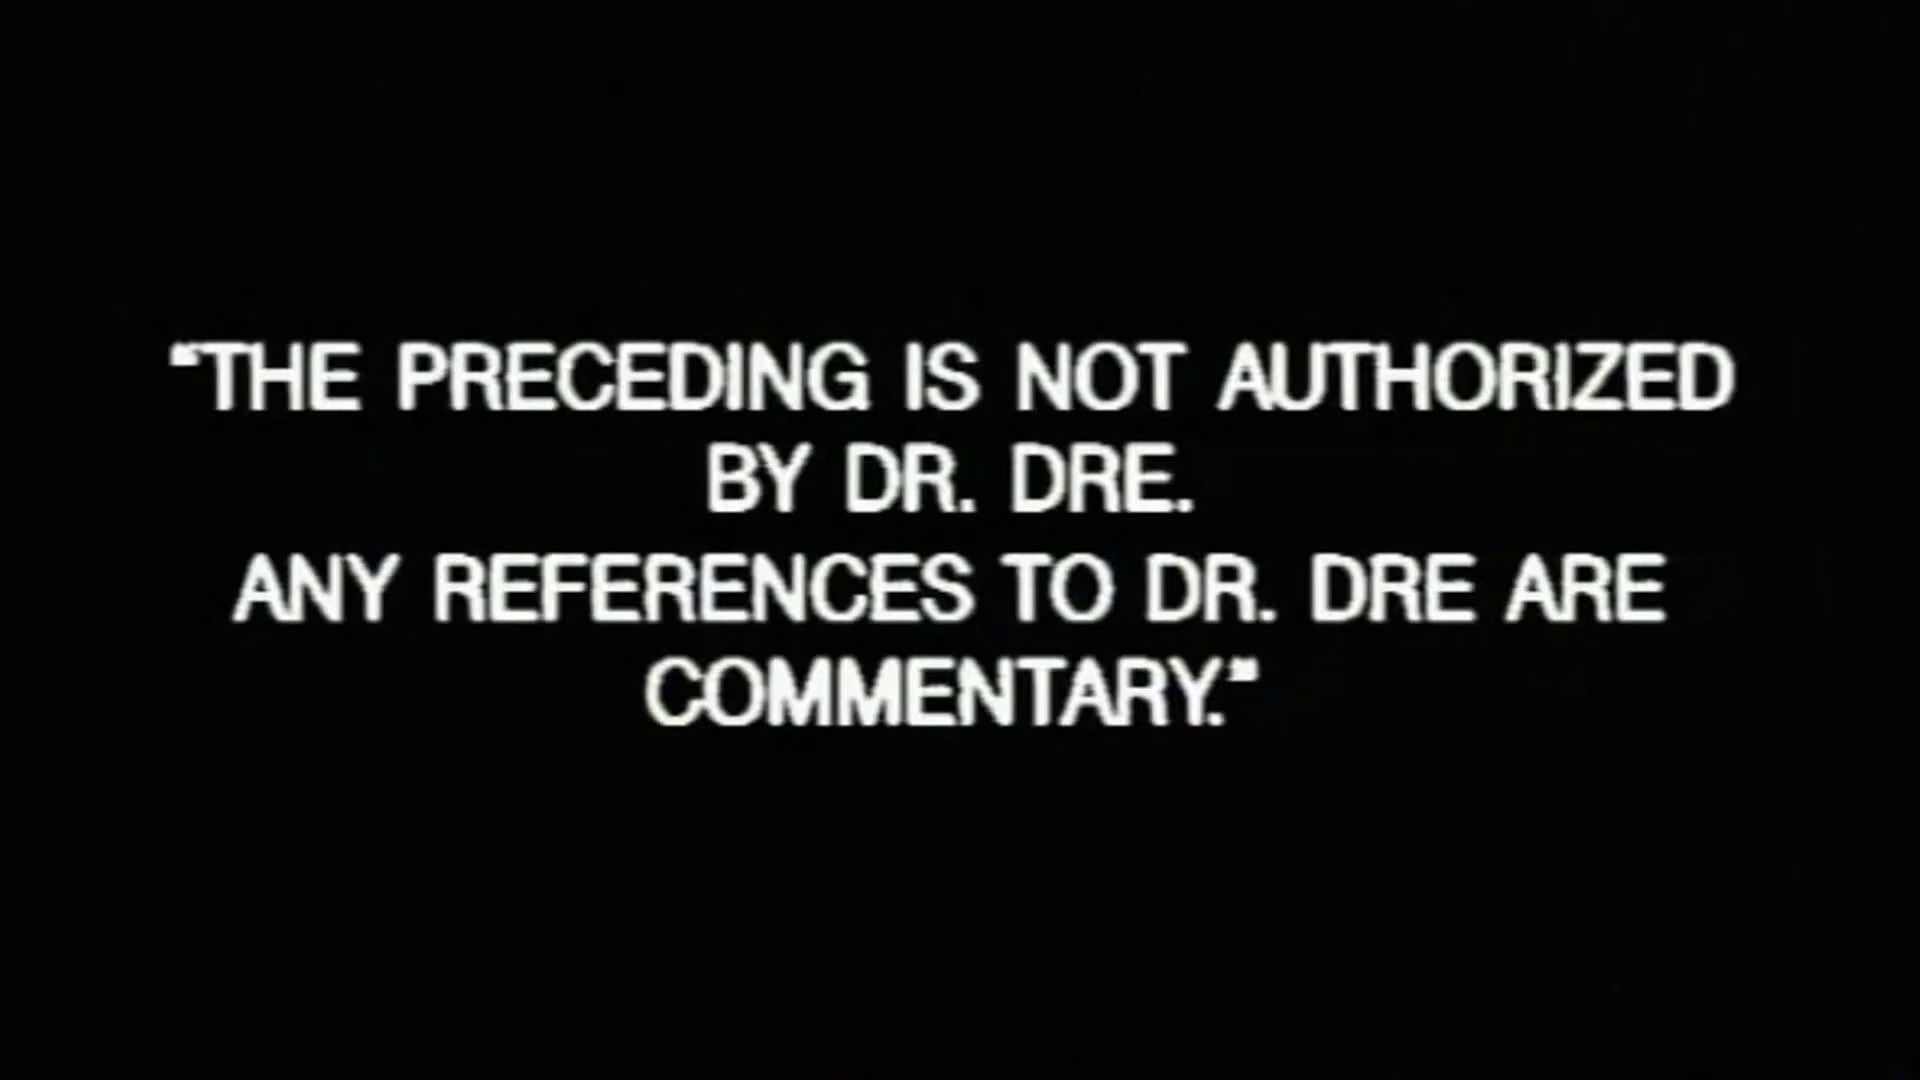 “THE PRECEDING IS NOT AUTHORIZED
BY DR. DRE.
ANY REFERENCES TO DR. DRE ARE
COMMENTARY.”